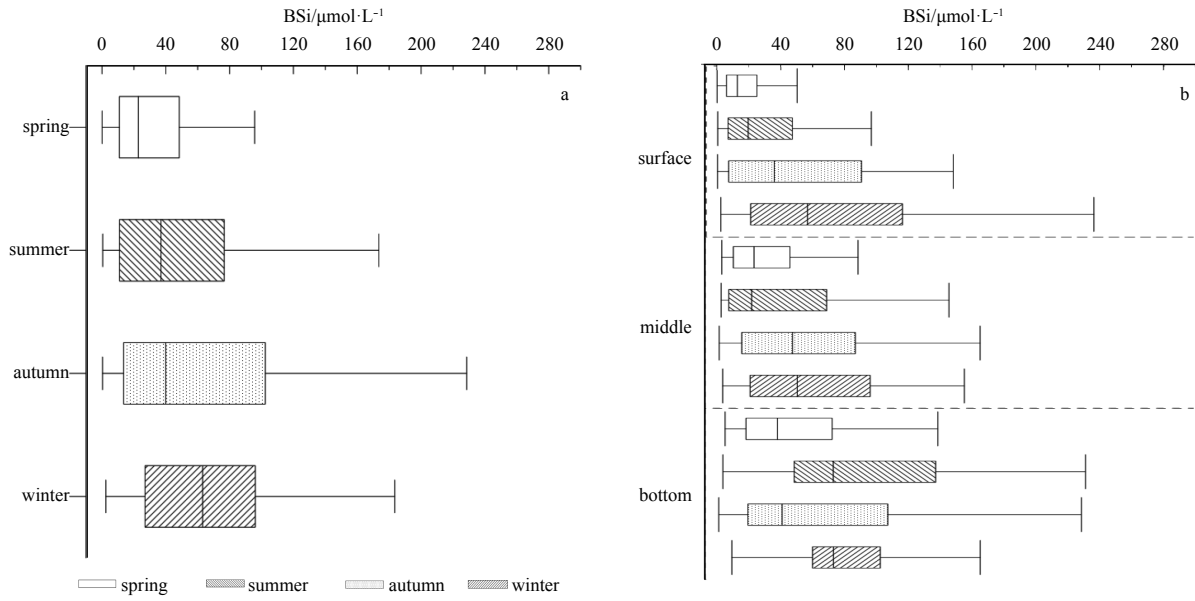 BSi/μmol·L⁻¹
0 40 80 120 160 200 240 280
a
spring
summer
autumn
winter
spring summer autumn winter
BSi/μmol·L⁻¹
0 40 80 120 160 200 240 280
b
surface
middle
bottom